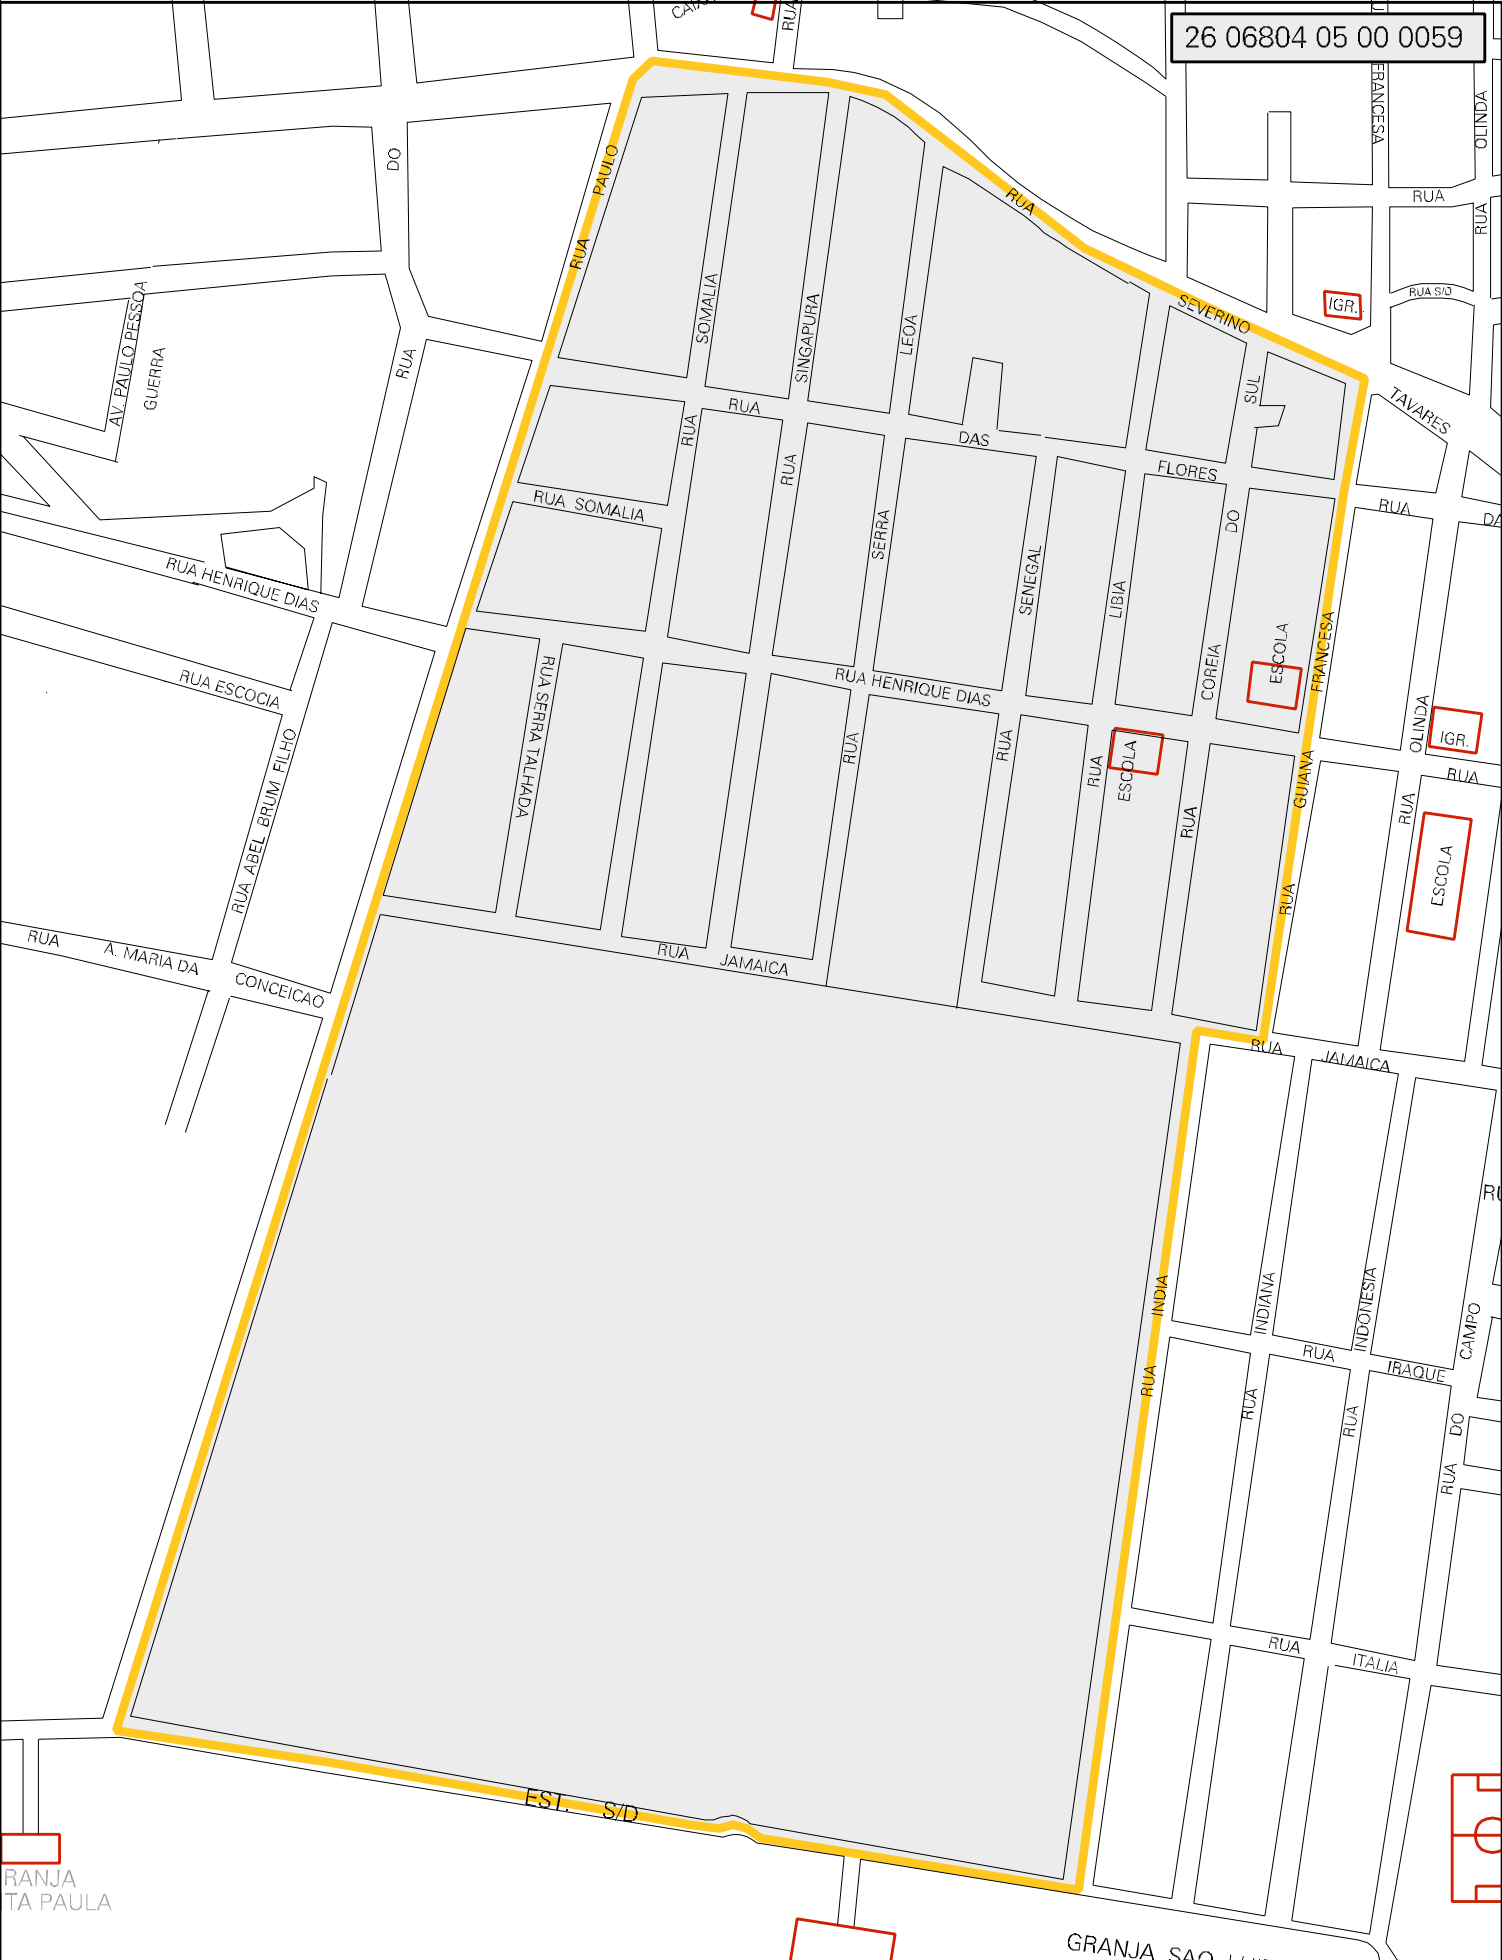 26 06804 05 00 0059
RUA
FRANCESA
OLINDA
DO
RUA PAULO
RUA
RUA
RUA
RUA S/D
IGR.
SEVERINO
TAVARES
AV. PAULO PESSOA
GUERRA
RUA
SOMALIA
SINGAPURA
LEOA
SUL
RUA
DAS
FLORES
RUA
RUA
RUA
DA
RUA SOMALIA
SERRA
SENEGAL
LIBIA
DO
CORREIA
ESCOLA
FRANCESA
RUA HENRIQUE DIAS
RUA ESCOCIA
RUA ABEL BRUM FILHO
RUA SERRA TALHADA
RUA HENRIQUE DIAS
RUA
RUA
RUA
ESCOLA
RUA
GUIANA
RUA
OLINDA
IGR.
RUA
RUA
ESCOLA
RUA
A. MARIA DA
CONCEICAO
RUA
JAMAICA
RUA
JAMAICA
INDIA
RUA
INDIANA
RUA
INDONESIA
RUA
RUA
IRAQUE
CAMPO
DO
RUA
RUA
ITALIA
EST. S/D
RANJA
TA PAULA
GRANJA SAO